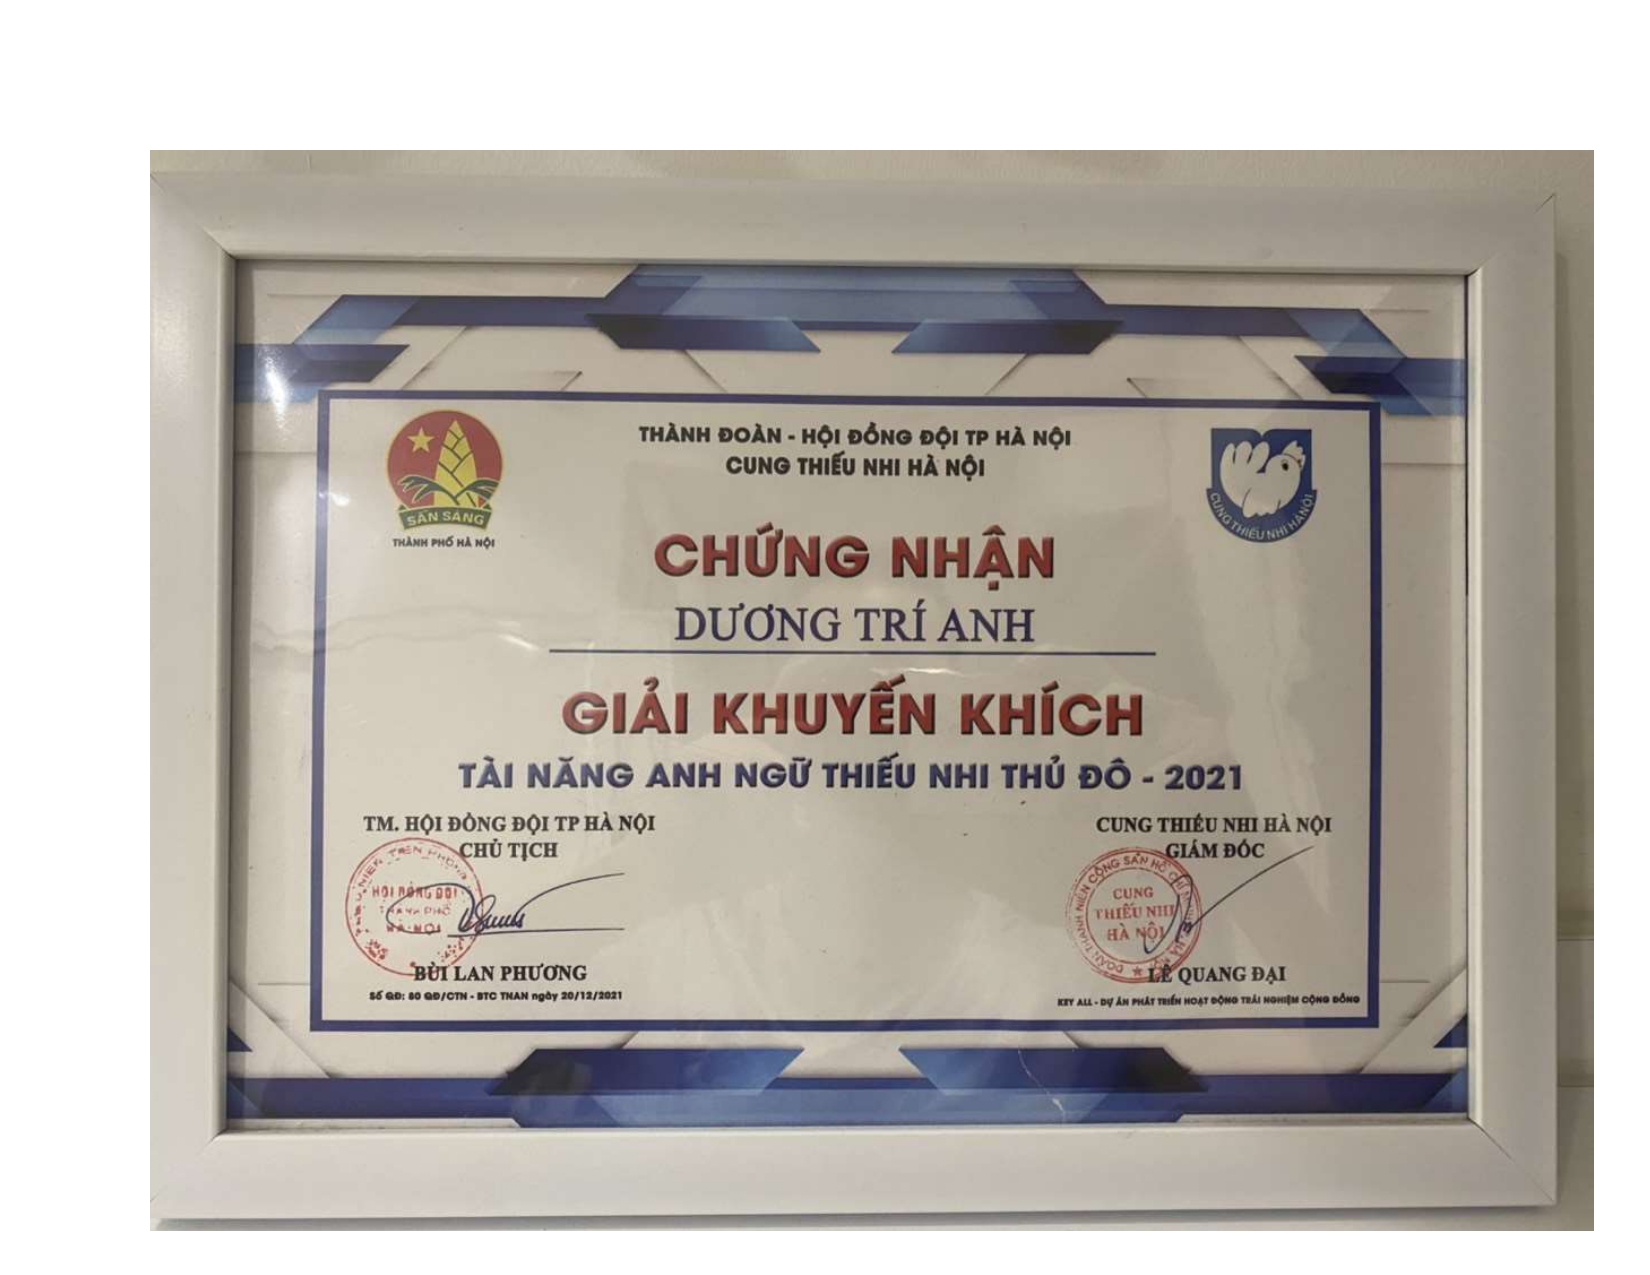 THÀNH ĐOÀN - HỘI ĐỒNG ĐỘI TP HÀ NỘI
CUNG THIẾU NHI HÀ NỘI
SẴN SÀNG
THÀNH PHỐ HÀ NỘI
CUNG THIẾU NHI HÀ NỘI
CHỨNG NHẬN
DƯƠNG TRÍ ANH
GIẢI KHUYẾN KHÍCH
TÀI NĂNG ANH NGỮ THIẾU NHI THỦ ĐÔ - 2021
TM. HỘI ĐỒNG ĐỘI TP HÀ NỘI
CHỦ TỊCH
HỘI ĐỒNG ĐỘI
THÀNH PHỐ
HÀ NỘI
BÙI LAN PHƯƠNG
Số QĐ: 80 QĐ/CTN - BTC TNAN ngày 20/12/2021
CUNG THIẾU NHI HÀ NỘI
GIÁM ĐỐC
CUNG
THIẾU NHI
HÀ NỘI
LÊ QUANG ĐẠI
KEY ALL - DỰ ÁN PHÁT TRIỂN HOẠT ĐỘNG TRẢI NGHIỆM CỘNG ĐỒNG